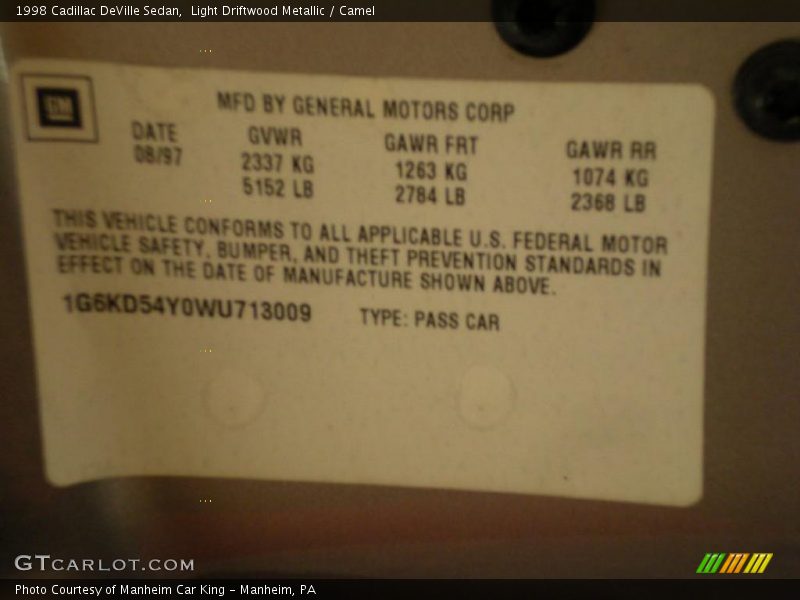 1998 Cadillac DeVille Sedan,  Light Driftwood Metallic / Camel
GM
MFD BY GENERAL MOTORS CORP
DATE GVWR GAWR FRT GAWR RR
08/97 2337 KG 1263 KG 1074 KG
5152 LB 2784 LB 2368 LB
THIS VEHICLE CONFORMS TO ALL APPLICABLE U.S. FEDERAL MOTOR
VEHICLE SAFETY, BUMPER, AND THEFT PREVENTION STANDARDS IN
EFFECT ON THE DATE OF MANUFACTURE SHOWN ABOVE.
1G6KD54Y0WU713009 TYPE: PASS CAR
GTCARLOT.COM
Photo Courtesy of Manheim Car King – Manheim, PA